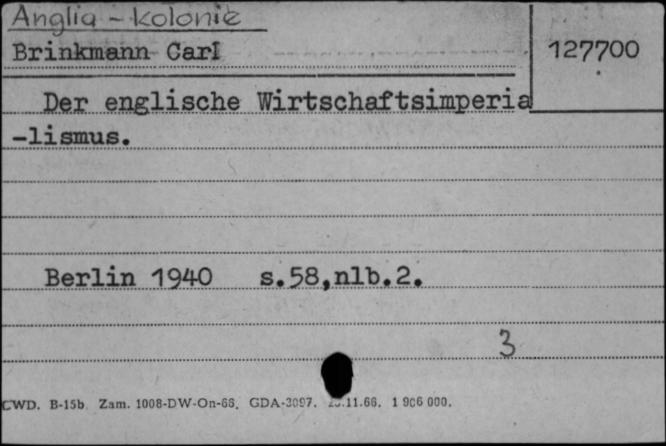 Anglia - kolonie
Brinkmann Carl
127700
Der englische Wirtschaftsimperia
-lismus.
Berlin 1940 s.58,nlb.2.
3
CWD. B-15b. Zam. 1008-DW-On-66. GDA-3097. .11.66. 1 906 000.